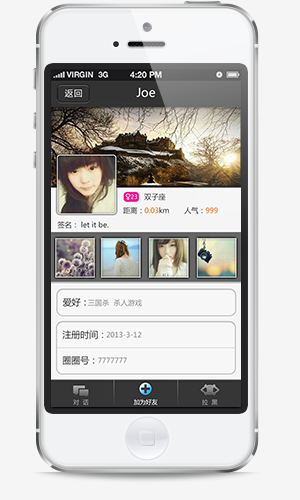 VIRGIN 3G 4:20 PM
返回 Joe
♀23 双子座
距离：0.03km 人气：999
签名： let it be.
爱好：三国杀 杀人游戏
注册时间：2013-3-12
圈圈号：7777777
对话 加为好友 拉黑